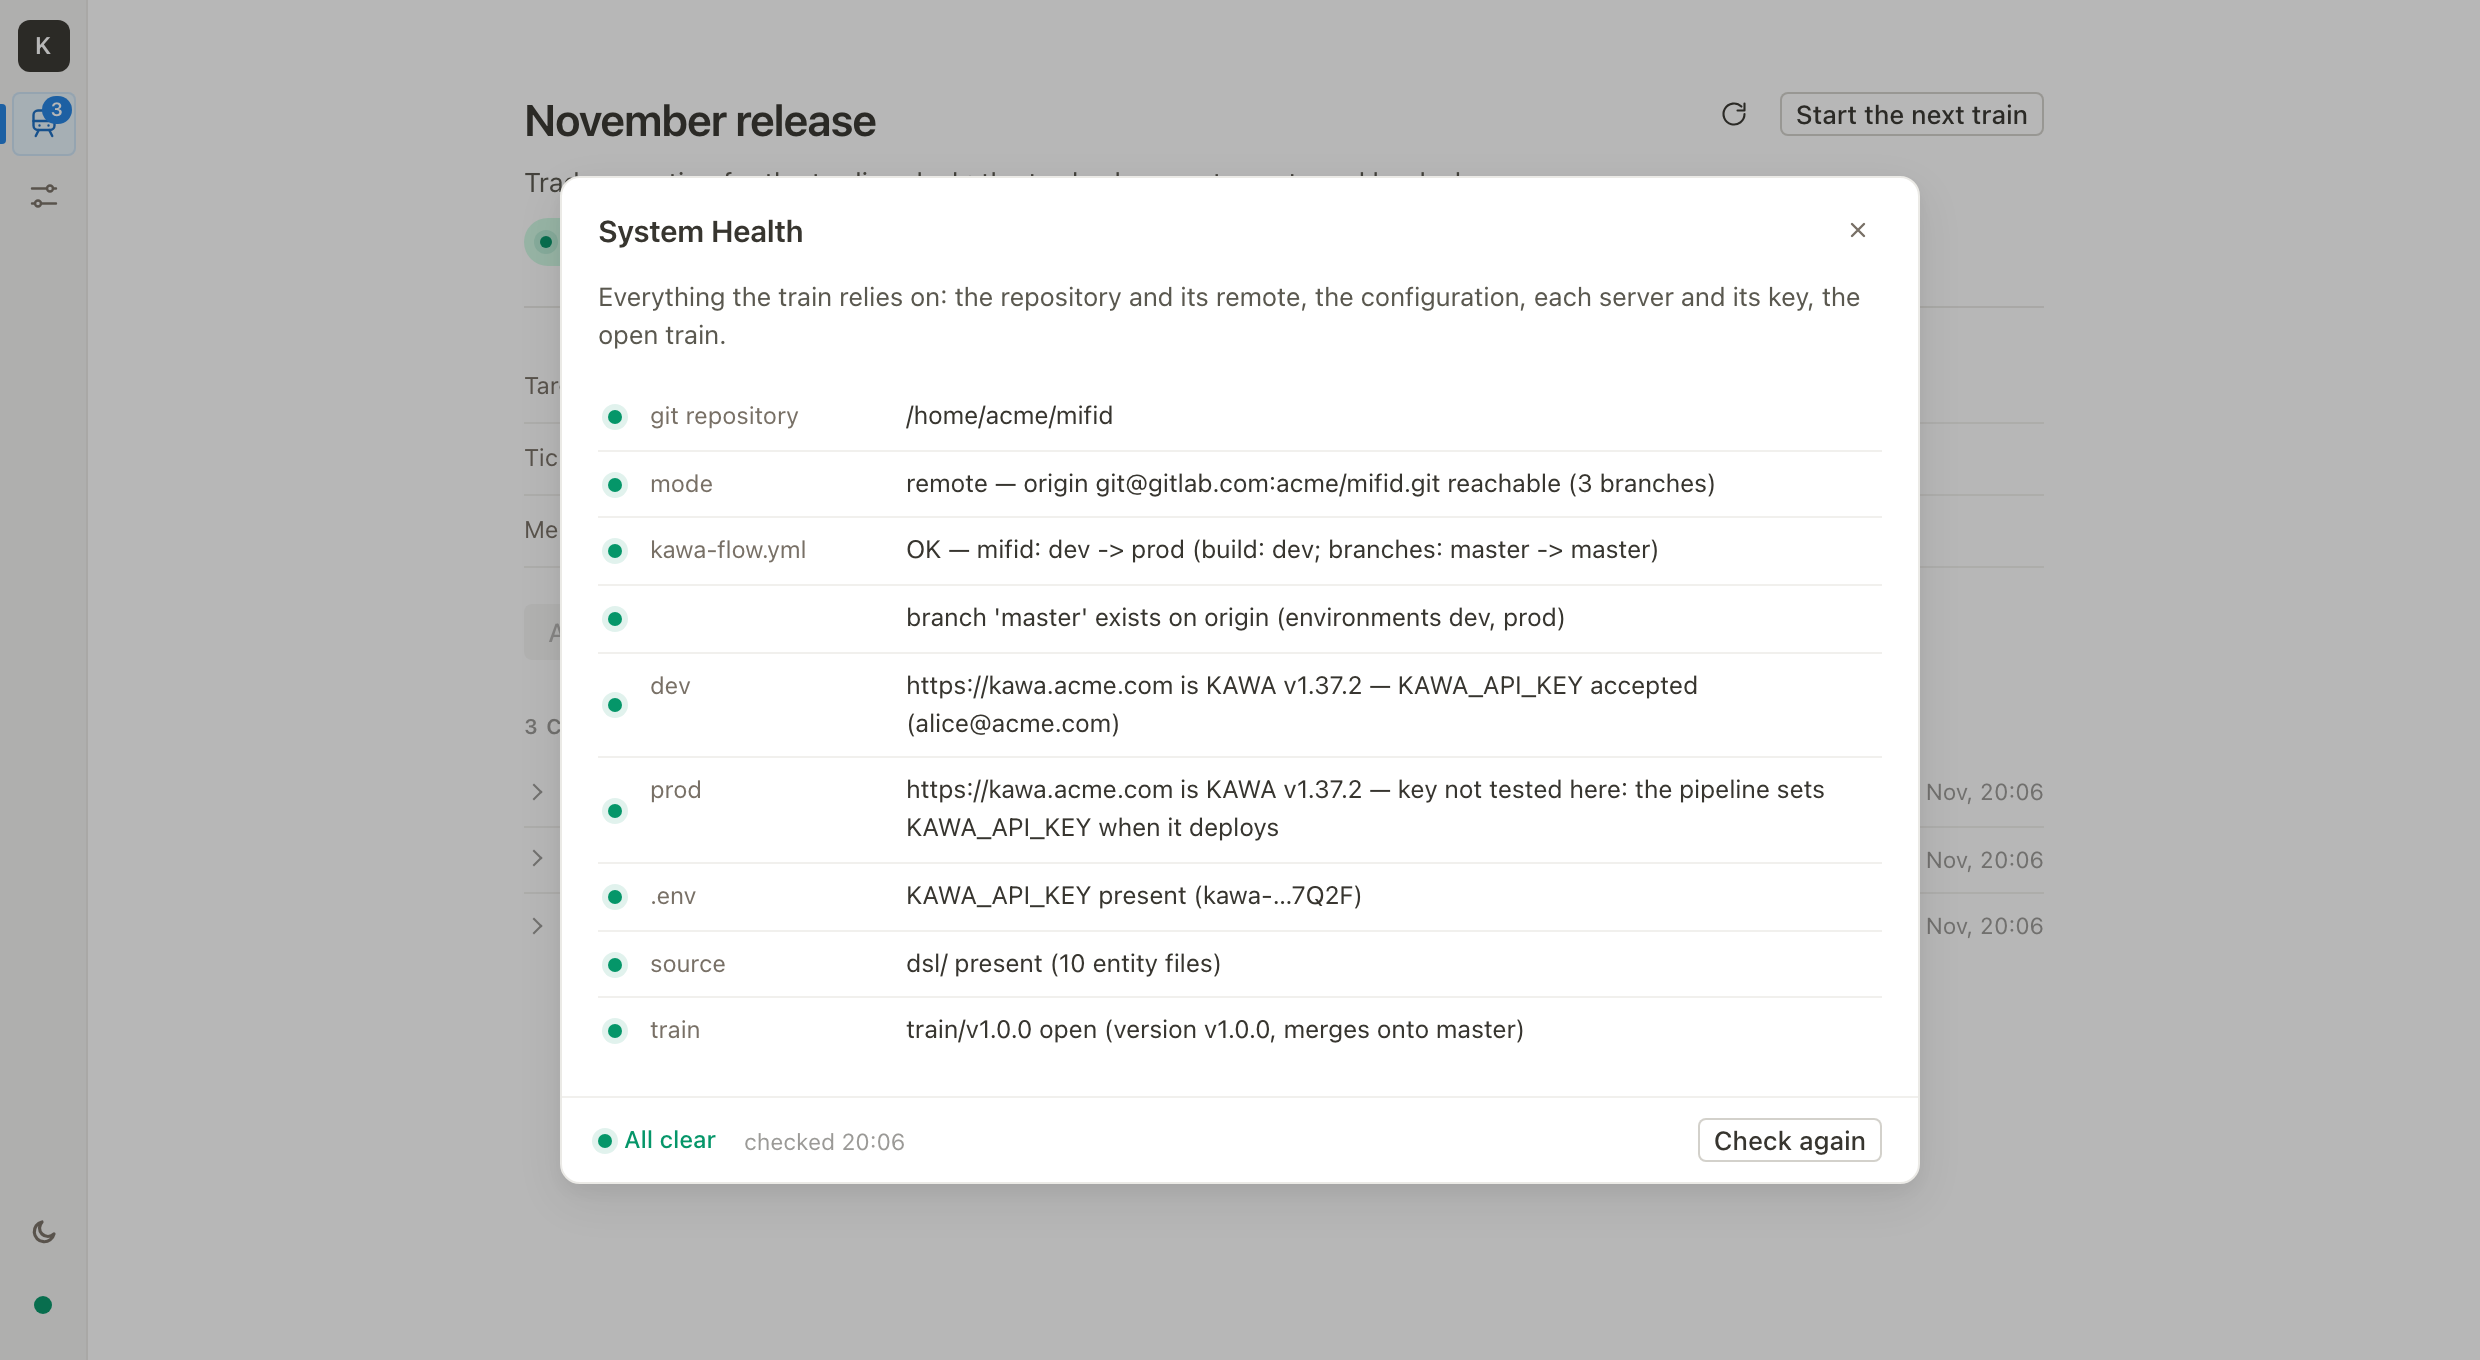 K
3
November release
Start the next train
System Health
Everything the train relies on: the repository and its remote, the configuration, each server and its key, the
open train.
git repository /home/acme/mifid
mode remote — origin git@gitlab.com:acme/mifid.git reachable (3 branches)
kawa-flow.yml OK — mifid: dev -> prod (build: dev; branches: master -> master)
branch 'master' exists on origin (environments dev, prod)
dev https://kawa.acme.com is KAWA v1.37.2 — KAWA_API_KEY accepted
(alice@acme.com)
prod https://kawa.acme.com is KAWA v1.37.2 — key not tested here: the pipeline sets
KAWA_API_KEY when it deploys
.env KAWA_API_KEY present (kawa-...7Q2F)
source dsl/ present (10 entity files)
train train/v1.0.0 open (version v1.0.0, merges onto master)
All clear checked 20:06
Check again
Nov, 20:06
Nov, 20:06
Nov, 20:06